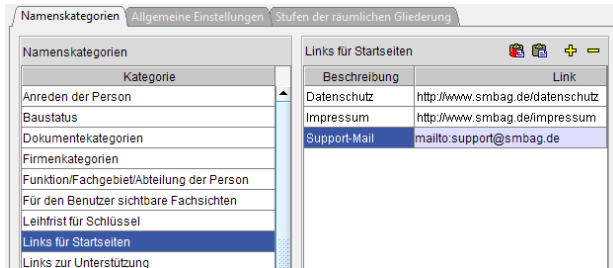 Namenskategorien Allgemeine Einstellungen Stufen der räumlichen Gliederung
Namenskategorien
Kategorie
Anreden der Person
Baustatus
Dokumentekategorien
Firmenkategorien
Funktion/Fachgebiet/Abteilung der Person
Für den Benutzer sichtbare Fachsichten
Leihfrist für Schlüssel
Links für Startseiten
Links zur Unterstützung
Links für Startseiten
Beschreibung Link
Datenschutz http://www.smbag.de/datenschutz
Impressum http://www.smbag.de/impressum
Support-Mail mailto:support@smbag.de